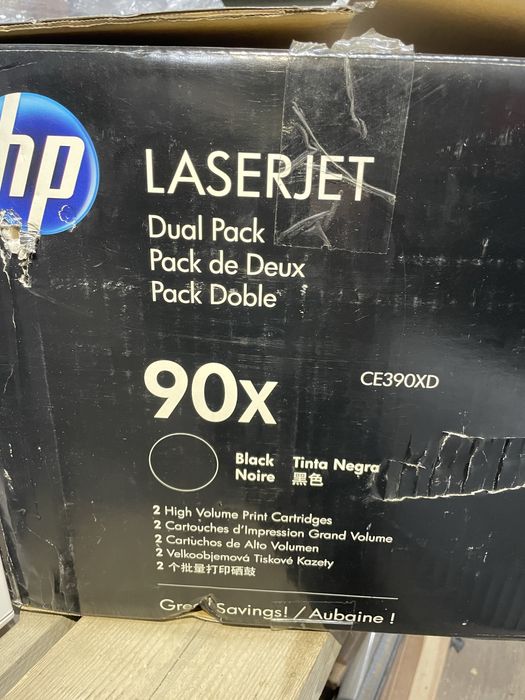 hp
LASERJET
Dual Pack
Pack de Deux
Pack Doble
90x
CE390XD
Black Tinta Negra
Noire 黑色
2 High Volume Print Cartridges
2 Cartouches d'Impression Grand Volume
2 Cartuchos de Alto Volumen
2 Velkoobjemová Tiskové Kazety
2 个批量打印硒鼓
Great Savings! / Aubaine !